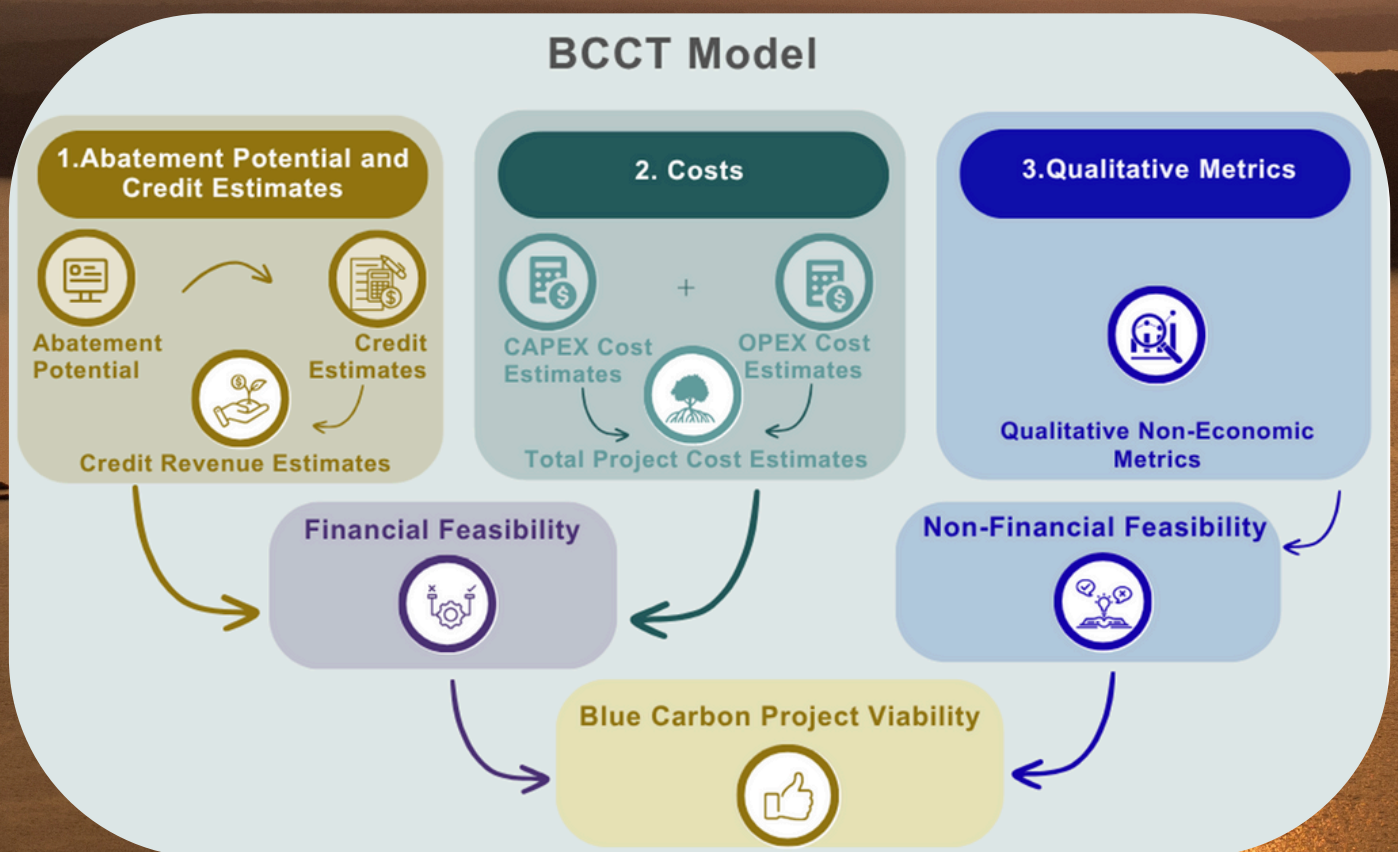 BCCT Model
1.Abatement Potential and
Credit Estimates
Abatement
Potential
Credit
Estimates
Credit Revenue Estimates
2. Costs
CAPEX Cost
Estimates
+
OPEX Cost
Estimates
Total Project Cost Estimates
3.Qualitative Metrics
Qualitative Non-Economic
Metrics
Financial Feasibility
Non-Financial Feasibility
Blue Carbon Project Viability